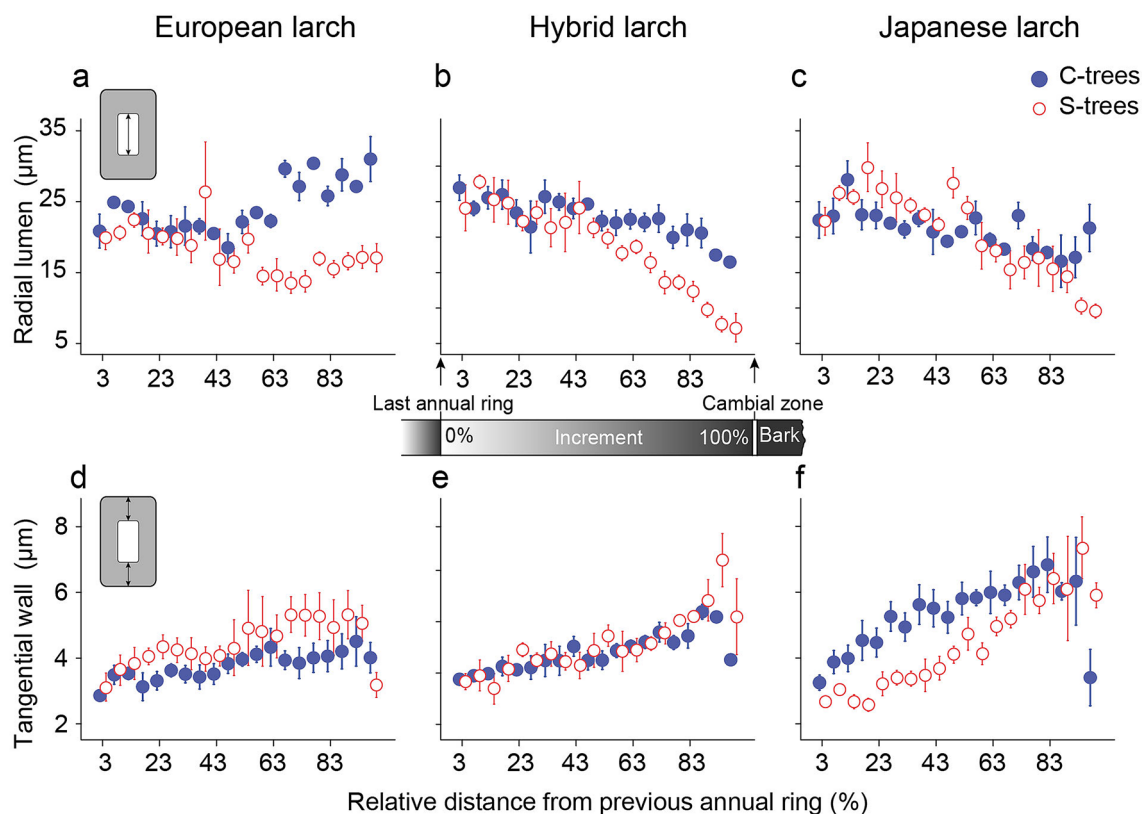 European larch
Hybrid larch
Japanese larch
a
b
c
C-trees
S-trees
Radial lumen (μm)
35
25
15
5
3 23 43 63 83
3 23 43 63 83
3 23 43 63 83
Last annual ring
Cambial zone
0% Increment 100% Bark
d
e
f
Tangential wall (μm)
8
6
4
2
3 23 43 63 83
3 23 43 63 83
3 23 43 63 83
Relative distance from previous annual ring (%)